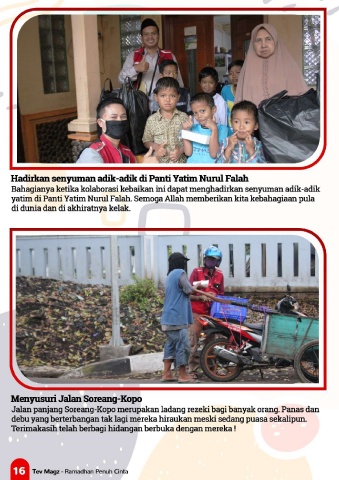 Hadirkan senyuman adik-adik di Panti Yatim Nurul Falah
Bahagianya ketika kolaborasi kebaikan ini dapat menghadirkan senyuman adik-adik
yatim di Panti Yatim Nurul Falah. Semoga Allah memberikan kita kebahagiaan pula
di dunia dan di akhiratnya kelak.
Menyusuri Jalan Soreang-Kopo
Jalan panjang Soreang-Kopo merupakan ladang rezeki bagi banyak orang. Panas dan
debu yang berterbangan tak lagi mereka hiraukan meski sedang puasa sekalipun.
Terimakasih telah berbagi hidangan berbuka dengan mereka !
16 Tev Magz - Ramadhan Penuh Cinta